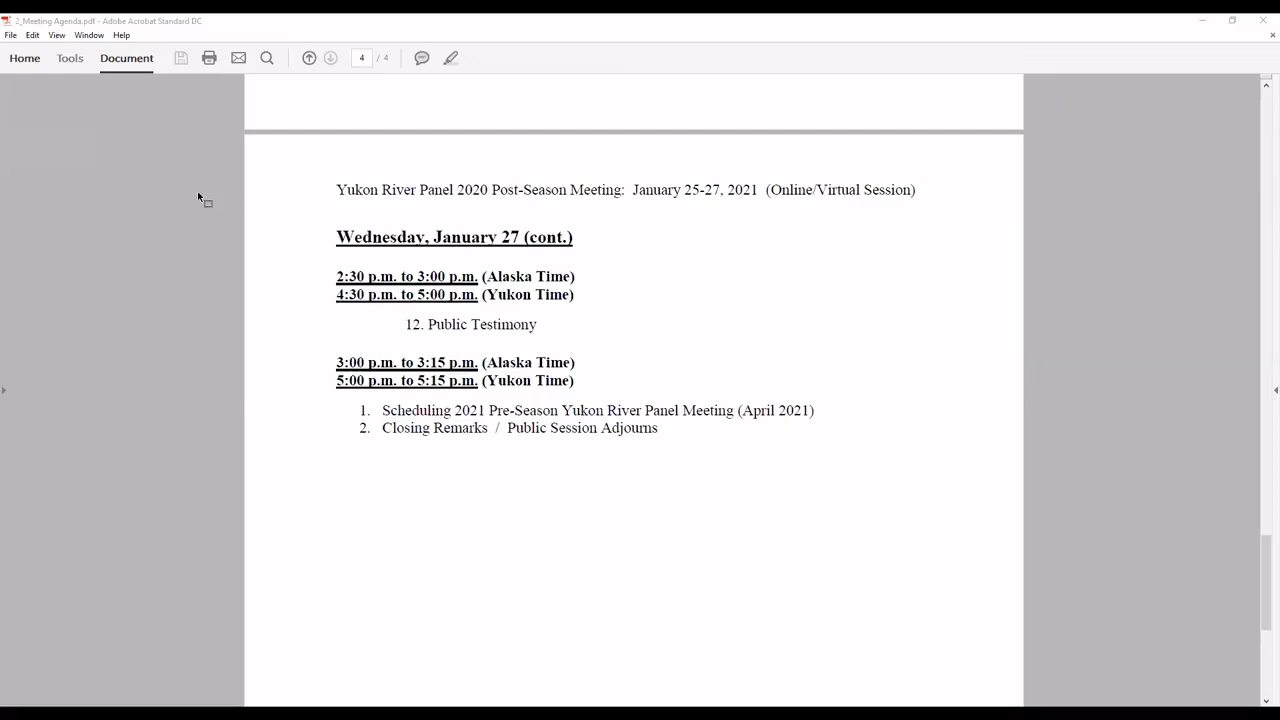 2_Meeting Agenda.pdf - Adobe Acrobat Standard DC
File Edit View Window Help
Home Tools Document 4 / 4
Yukon River Panel 2020 Post-Season Meeting: January 25-27, 2021 (Online/Virtual Session)
Wednesday, January 27 (cont.)
2:30 p.m. to 3:00 p.m. (Alaska Time)
4:30 p.m. to 5:00 p.m. (Yukon Time)
12. Public Testimony
3:00 p.m. to 3:15 p.m. (Alaska Time)
5:00 p.m. to 5:15 p.m. (Yukon Time)
1. Scheduling 2021 Pre-Season Yukon River Panel Meeting (April 2021)
2. Closing Remarks / Public Session Adjourns